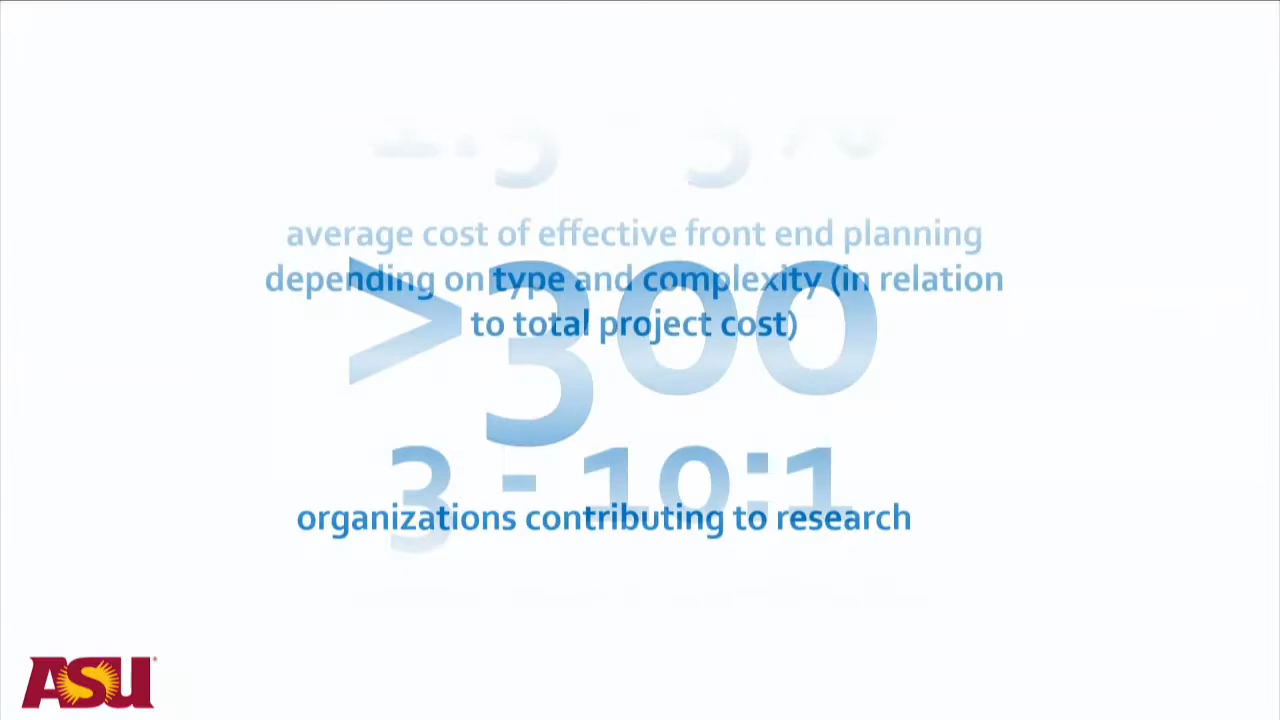 average cost of effective front end planning
depending on type and complexity (in relation
to total project cost)
>300
3 - 10:1
organizations contributing to research
ASU